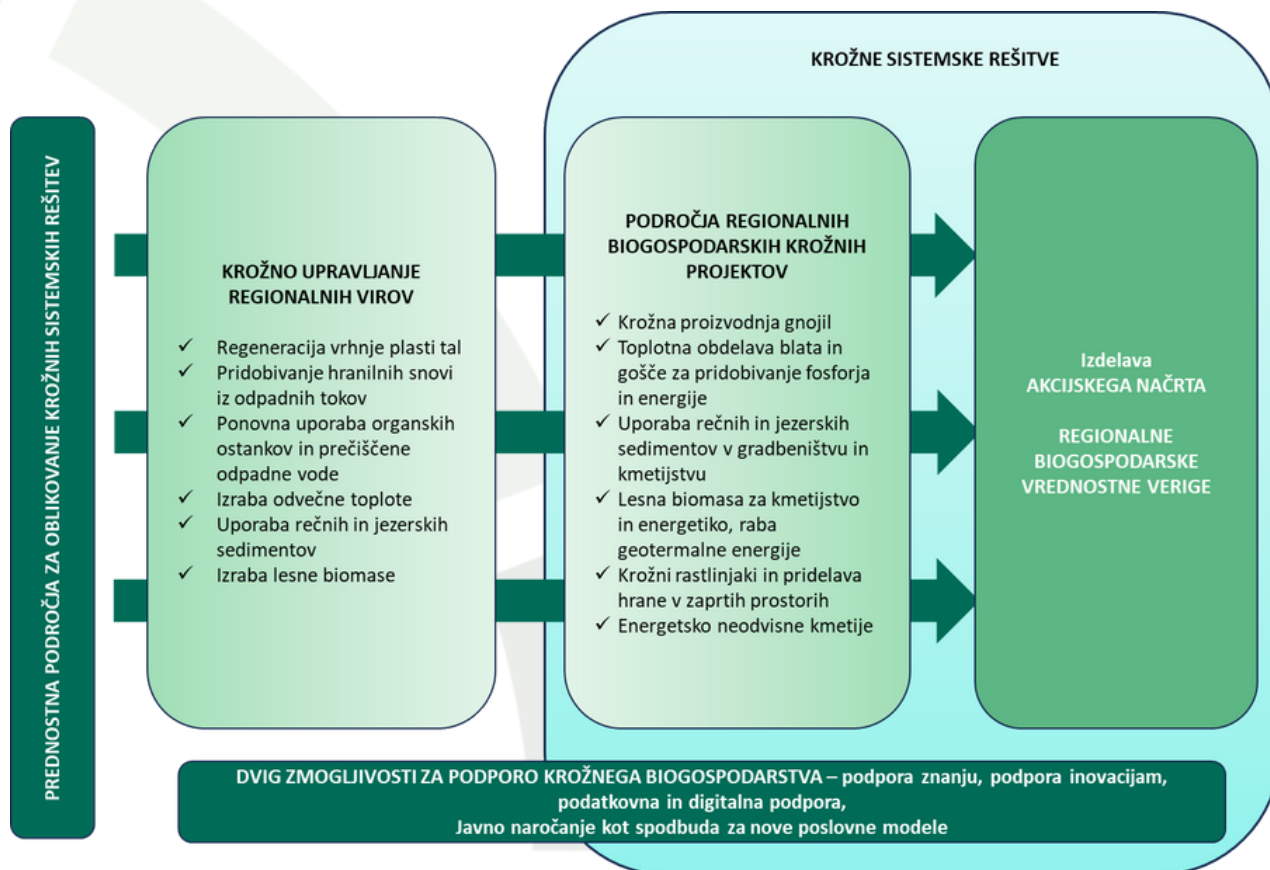 PREDNOSTNA PODROČJA ZA OBLIKOVANJE KROŽNIH SISTEMSKIH REŠITEV
KROŽNE SISTEMSKE REŠITVE
KROŽNO UPRAVLJANJE
REGIONALNIH VIROV
✓ Regeneracija vrhnje plasti tal
✓ Pridobivanje hranilnih snovi
iz odpadnih tokov
✓ Ponovna uporaba organskih
ostankov in prečiščene
odpadne vode
✓ Izraba odvečne toplote
✓ Uporaba rečnih in jezerskih
sedimentov
✓ Izraba lesne biomase
PODROČJA REGIONALNIH
BIOGOSPODARSKIH KROŽNIH
PROJEKTOV
✓ Krožna proizvodnja gnojil
✓ Toplotna obdelava blata in
gošče za pridobivanje fosforja
in energije
✓ Uporaba rečnih in jezerskih
sedimentov v gradbeništvu in
kmetijstvu
✓ Lesna biomasa za kmetijstvo
in energetiko, raba
geotermalne energije
✓ Krožni rastlinjaki in pridelava
hrane v zaprtih prostorih
✓ Energetsko neodvisne kmetije
Izdelava
AKCIJSKEGA NAČRTA
REGIONALNE
BIOGOSPODARSKE
VREDNOSTNE VERIGE
DVIG ZMOGLJIVOSTI ZA PODPORO KROŽNEGA BIOGOSPODARSTVA – podpora znanju, podpora inovacijam,
podatkovna in digitalna podpora,
Javno naročanje kot spodbuda za nove poslovne modele